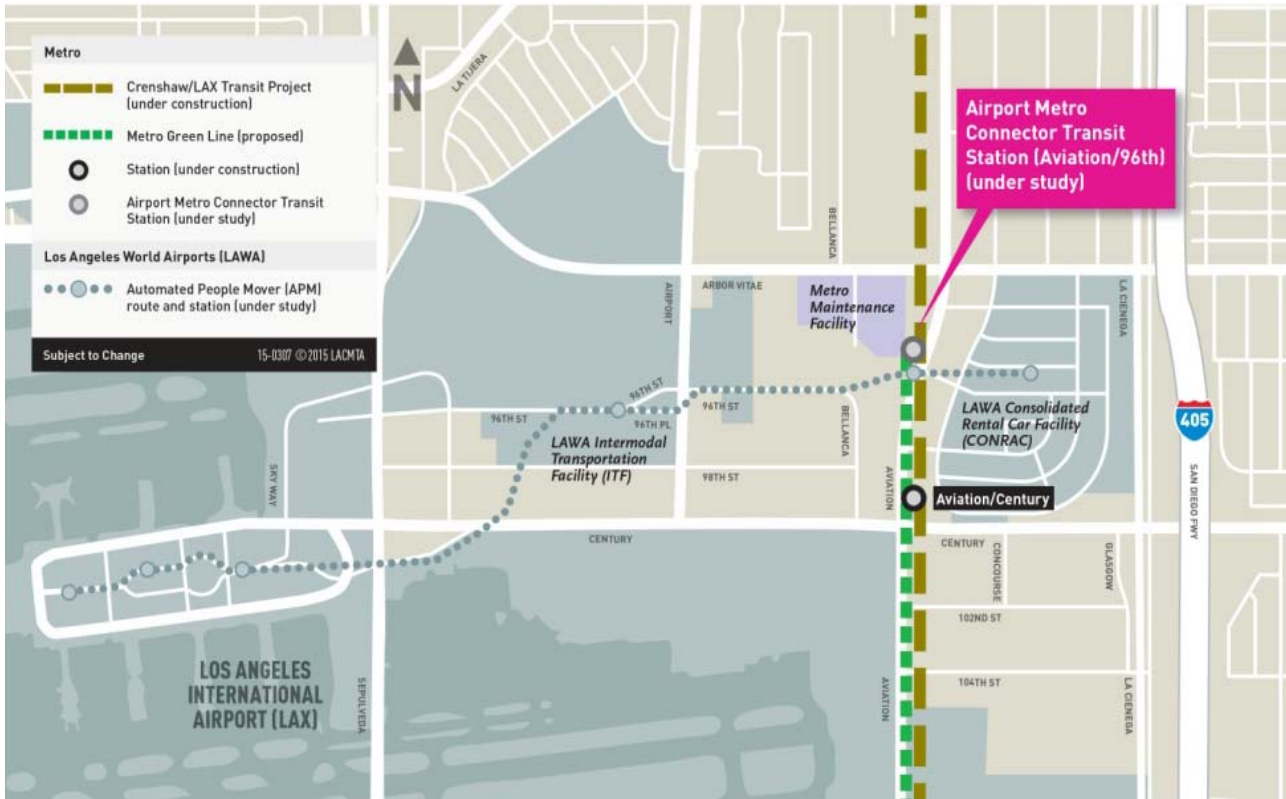 Metro
Crenshaw/LAX Transit Project
(under construction)
Metro Green Line (proposed)
Station (under construction)
Airport Metro Connector Transit
Station (under study)
Los Angeles World Airports (LAWA)
Automated People Mover (APM)
route and station (under study)
Subject to Change
15-0307 ©2015 LACMTA
N
LA TIJERA
Airport Metro
Connector Transit
Station (Aviation/96th)
(under study)
BELLANCA
ARBOR VITAE
AIRPORT
Metro
Maintenance
Facility
LA CIENEGA
96TH ST
96TH ST
96TH PL
96TH ST
BELLANCA
LAWA Intermodal
Transportation
Facility (ITF)
LAWA Consolidated
Rental Car Facility
(CONRAC)
405
SAN DIEGO FWY
SKY WAY
98TH ST
AVIATION
Aviation/Century
CENTURY
CENTURY
CONCOURSE
GLASGOW
102ND ST
104TH ST
LOS ANGELES
INTERNATIONAL
AIRPORT (LAX)
SEPULVEDA
AVIATION
LA CIENEGA